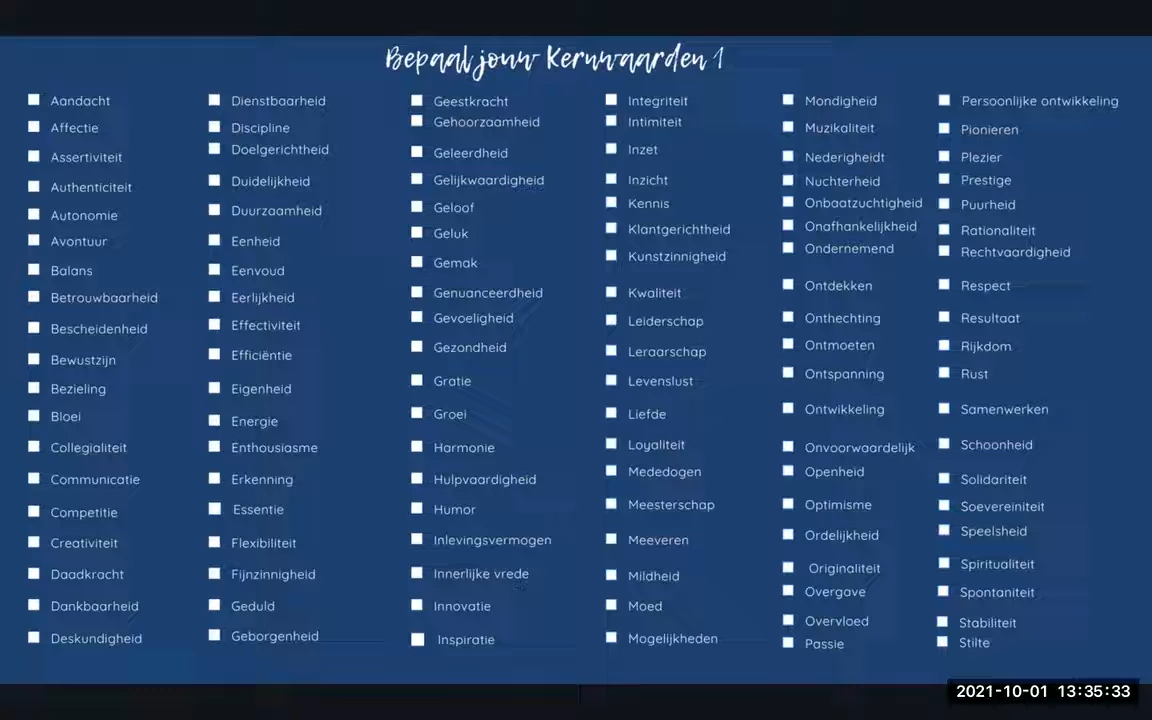 Bepaal jouw Kernwaarden 1
Aandacht
Affectie
Assertiviteit
Authenticiteit
Autonomie
Avontuur
Balans
Betrouwbaarheid
Bescheidenheid
Bewustzijn
Bezieling
Bloei
Collegialiteit
Communicatie
Competitie
Creativiteit
Daadkracht
Dankbaarheid
Deskundigheid
Dienstbaarheid
Discipline
Doelgerichtheid
Duidelijkheid
Duurzaamheid
Eenheid
Eenvoud
Eerlijkheid
Effectiviteit
Efficiëntie
Eigenheid
Energie
Enthousiasme
Erkenning
Essentie
Flexibiliteit
Fijnzinnigheid
Geduld
Geborgenheid
Geestkracht
Gehoorzaamheid
Geleerdheid
Gelijkwaardigheid
Geloof
Geluk
Gemak
Genuanceerdheid
Gevoeligheid
Gezondheid
Gratie
Groei
Harmonie
Hulpvaardigheid
Humor
Inlevingsvermogen
Innerlijke vrede
Innovatie
Inspiratie
Integriteit
Intimiteit
Inzet
Inzicht
Kennis
Klantgerichtheid
Kunstzinnigheid
Kwaliteit
Leiderschap
Leraarschap
Levenslust
Liefde
Loyaliteit
Mededogen
Meesterschap
Meeveren
Mildheid
Moed
Mogelijkheden
Mondigheid
Muzikaliteit
Nederigheidt
Nuchterheid
Onbaatzuchtigheid
Onafhankelijkheid
Ondernemend
Ontdekken
Onthechting
Ontmoeten
Ontspanning
Ontwikkeling
Onvoorwaardelijk
Openheid
Optimisme
Ordelijkheid
Originaliteit
Overgave
Overvloed
Passie
Persoonlijke ontwikkeling
Pionieren
Plezier
Prestige
Puurheid
Rationaliteit
Rechtvaardigheid
Respect
Resultaat
Rijkdom
Rust
Samenwerken
Schoonheid
Solidariteit
Soevereiniteit
Speelsheid
Spiritualiteit
Spontaniteit
Stabiliteit
Stilte
2021-10-01 13:35:33